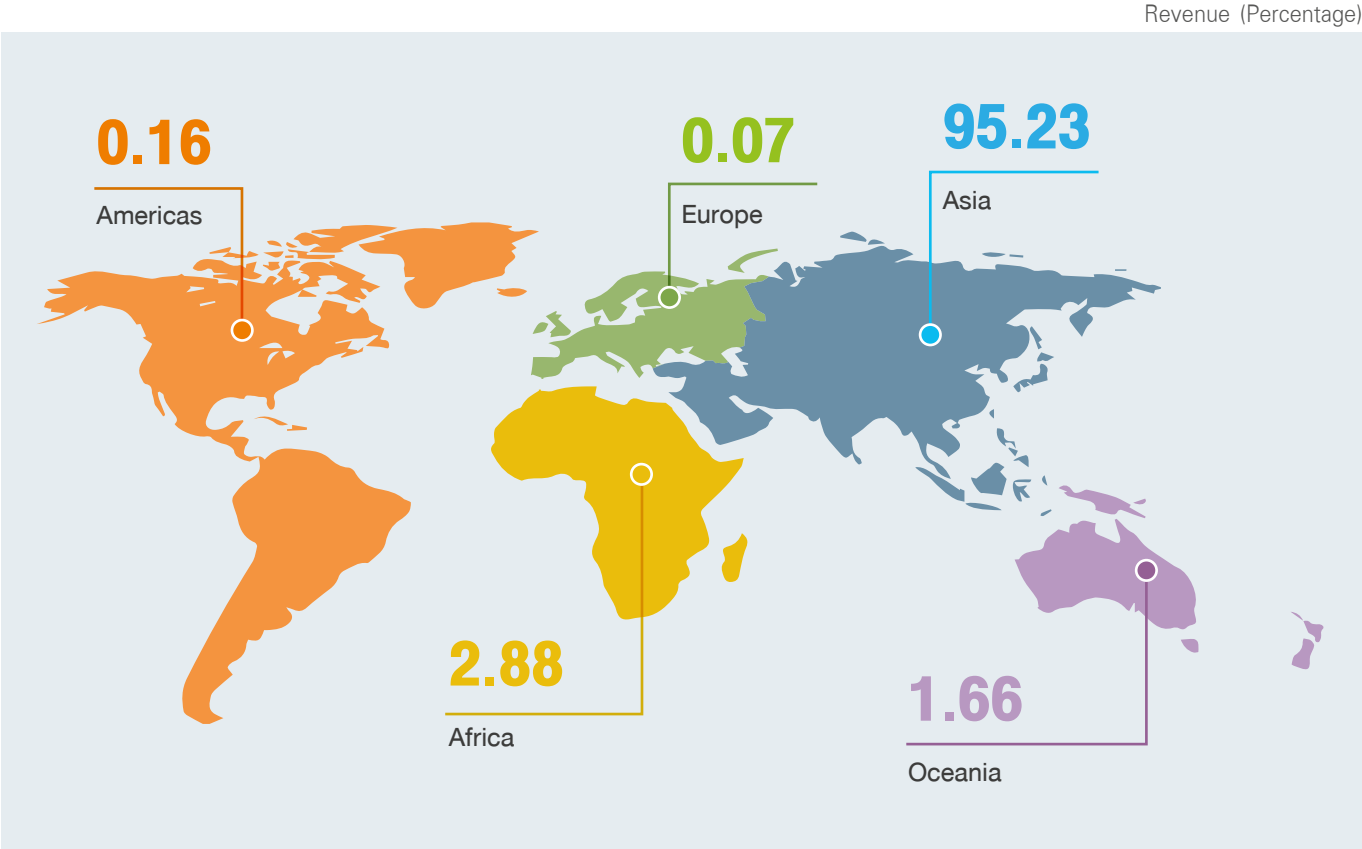 Revenue (Percentage)
0.16
Americas
0.07
Europe
95.23
Asia
2.88
Africa
1.66
Oceania